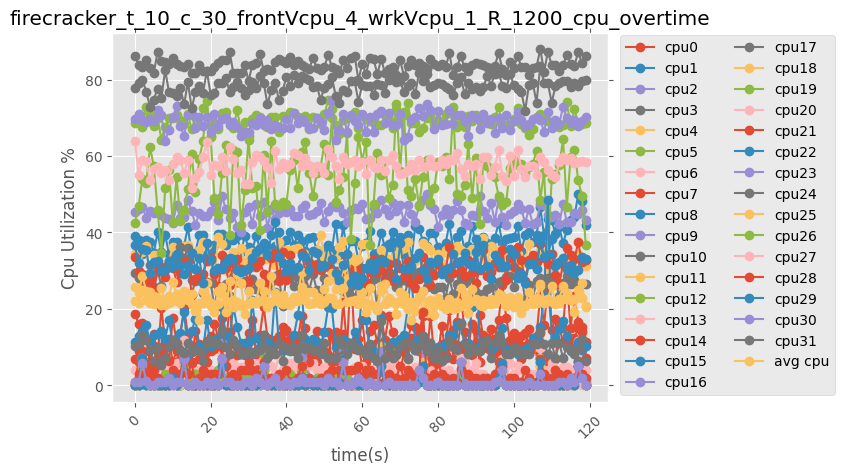 firecracker_t_10_c_30_frontVcpu_4_wrkVcpu_1_R_1200_cpu_overtime
Cpu Utilization %
80
60
40
20
0
0
20
40
60
80
100
120
time(s)
cpu0
cpu1
cpu2
cpu3
cpu4
cpu5
cpu6
cpu7
cpu8
cpu9
cpu10
cpu11
cpu12
cpu13
cpu14
cpu15
cpu16
cpu17
cpu18
cpu19
cpu20
cpu21
cpu22
cpu23
cpu24
cpu25
cpu26
cpu27
cpu28
cpu29
cpu30
cpu31
avg cpu